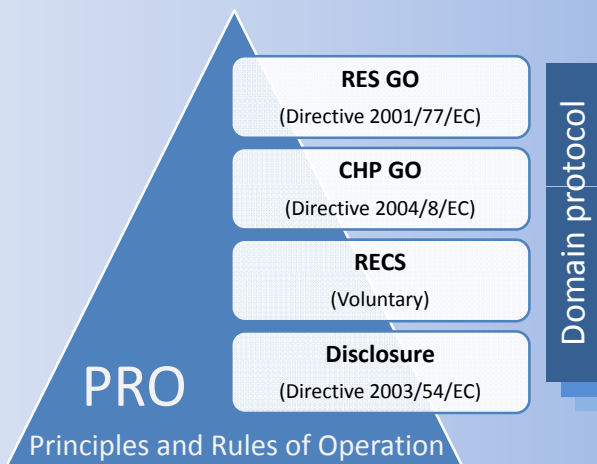 RES GO
(Directive 2001/77/EC)
CHP GO
(Directive 2004/8/EC)
RECS
(Voluntary)
Disclosure
(Directive 2003/54/EC)
Domain protocol
PRO
Principles and Rules of Operation